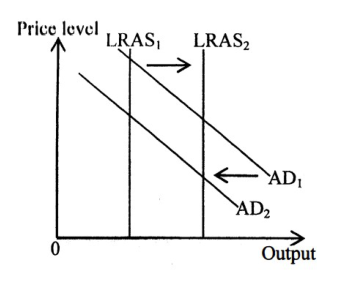 Price level
LRAS₁
LRAS₂
AD₁
AD₂
0
Output